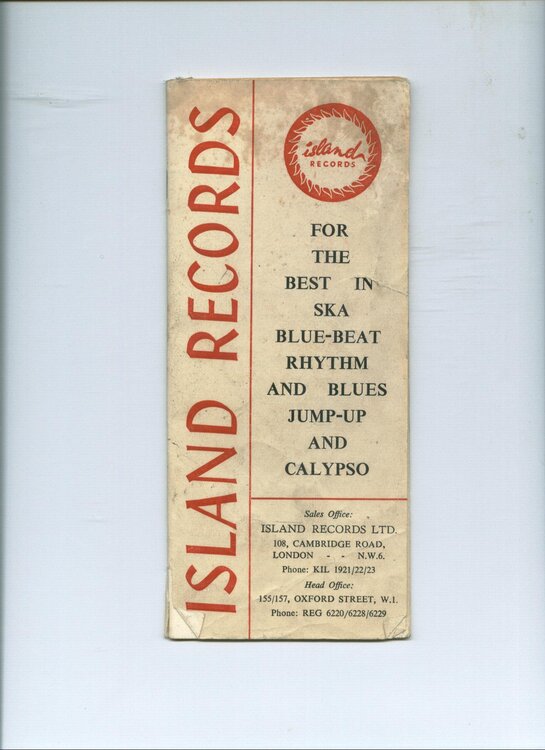 ISLAND RECORDS
island
RECORDS
FOR
THE
BEST IN
SKA
BLUE-BEAT
RHYTHM
AND BLUES
JUMP-UP
AND
CALYPSO
Sales Office:
ISLAND RECORDS LTD.
108, CAMBRIDGE ROAD,
LONDON - - N.W.6.
Phone: KIL 1921/22/23
Head Office:
155/157, OXFORD STREET, W.1.
Phone: REG 6220/6228/6229